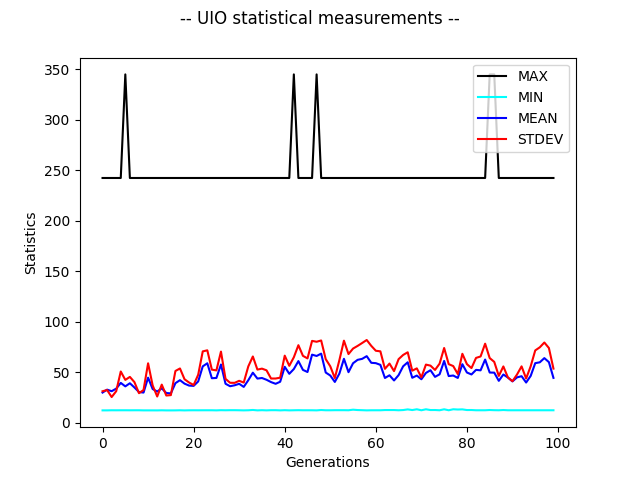 -- UIO statistical measurements --
350
300
250
200
150
100
50
0
Statistics
MAX
MIN
MEAN
STDEV
0
20
40
60
80
100
Generations